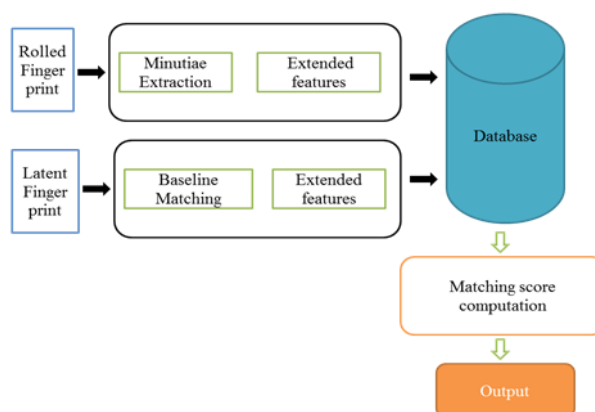 Rolled
Finger
print
Minutiae
Extraction
Extended
features
Database
Latent
Finger
print
Baseline
Matching
Extended
features
Matching score
computation
Output